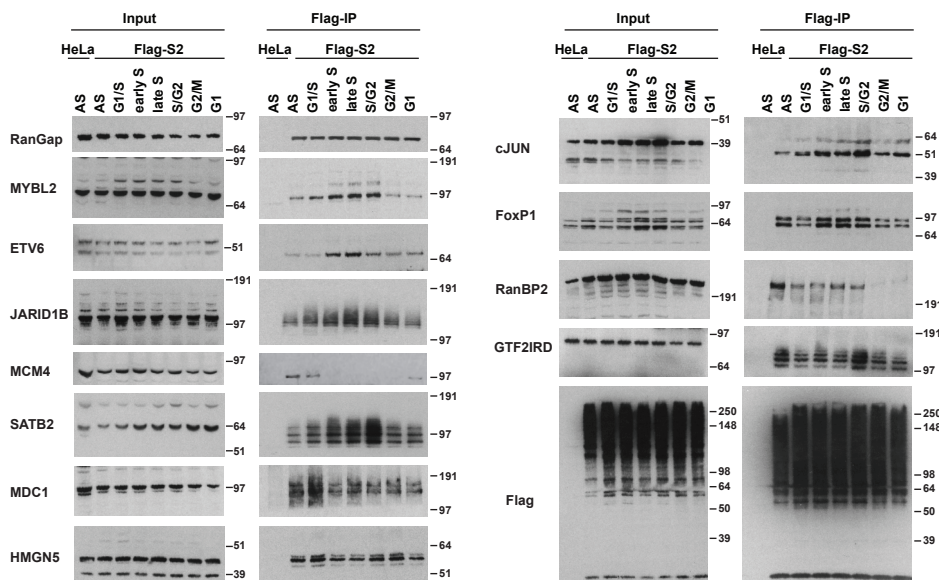 Input
Flag-IP
HeLa
Flag-S2
HeLa
Flag-S2
AS
AS
G1/S
early S
late S
S/G2
G2/M
G1
AS
AS
G1/S
early S
late S
S/G2
G2/M
G1
RanGap
–97
–64
–97
–64
MYBL2
–97
–64
–191
–97
ETV6
–51
–64
JARID1B
–191
–97
–191
–97
MCM4
–97
–97
SATB2
–64
–51
–191
–97
MDC1
–97
–191
–97
HMGN5
–51
–39
–64
–51
Input
Flag-IP
HeLa
Flag-S2
HeLa
Flag-S2
AS
AS
G1/S
early S
late S
S/G2
G2/M
G1
AS
AS
G1/S
early S
late S
S/G2
G2/M
G1
cJUN
–51
–39
–64
–51
–39
FoxP1
–97
–64
–97
–64
RanBP2
–191
–191
GTF2IRD
–97
–64
–97
Flag
–250
–148
–98
–64
–50
–39
–250
–148
–98
–64
–50
–39